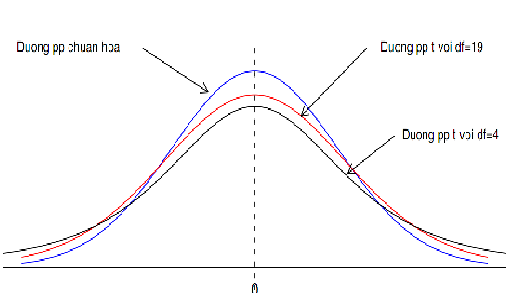 Duong pp chuan hoa
Duong pp t voi df=19
Duong pp t voi df=4
0